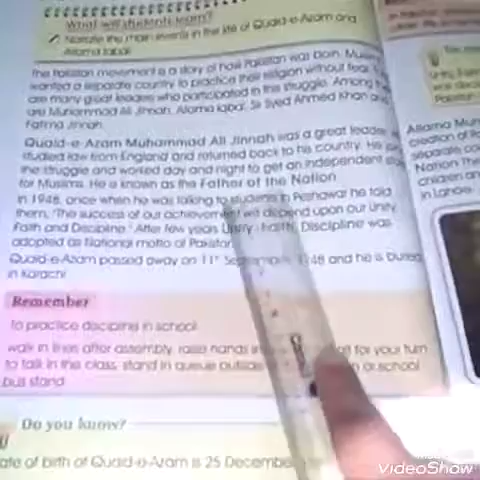 What will students learn?
Narrate the main events in the life of Quaid-e-Azam and
Allama Iqbal
The Pakistan movement is a story of how Pakistan was born. Muslims
wanted a separate country to practice their religion without fear.
are many great leaders who participated in this struggle. Among
are Muhammad Ali Jinnah, Alama Iqbal, Sir Syed Ahmed Khan and
Fatima Jinnah
Quaid-e-Azam Muhammad Ali Jinnah was a great leader
studied law from England and returned back to his country. He
the struggle and worked day and night to get an independent
for Muslims. He is known as the Father of the Nation
In 1948, once when he was talking to students in Peshawar he told
them, "The success of our achievement will depend upon our Unity
Faith and Discipline." After few years Unity, Faith, Discipline was
adopted as National motto of Pakistan
Quaid-e-Azam passed away on 11th September 1948 and he is buried
in Karachi
Remember
to practice discipline in school
walk in lines after assembly, raise hands for your turn
to talk in the class, stand in queue outside or school
bus stand
Do you know?
ate of birth of Quaid-e-Azam is 25 December
Allama Muh
creation of Pa
separate co
Nation The
children an
in Lahore
VideoShow